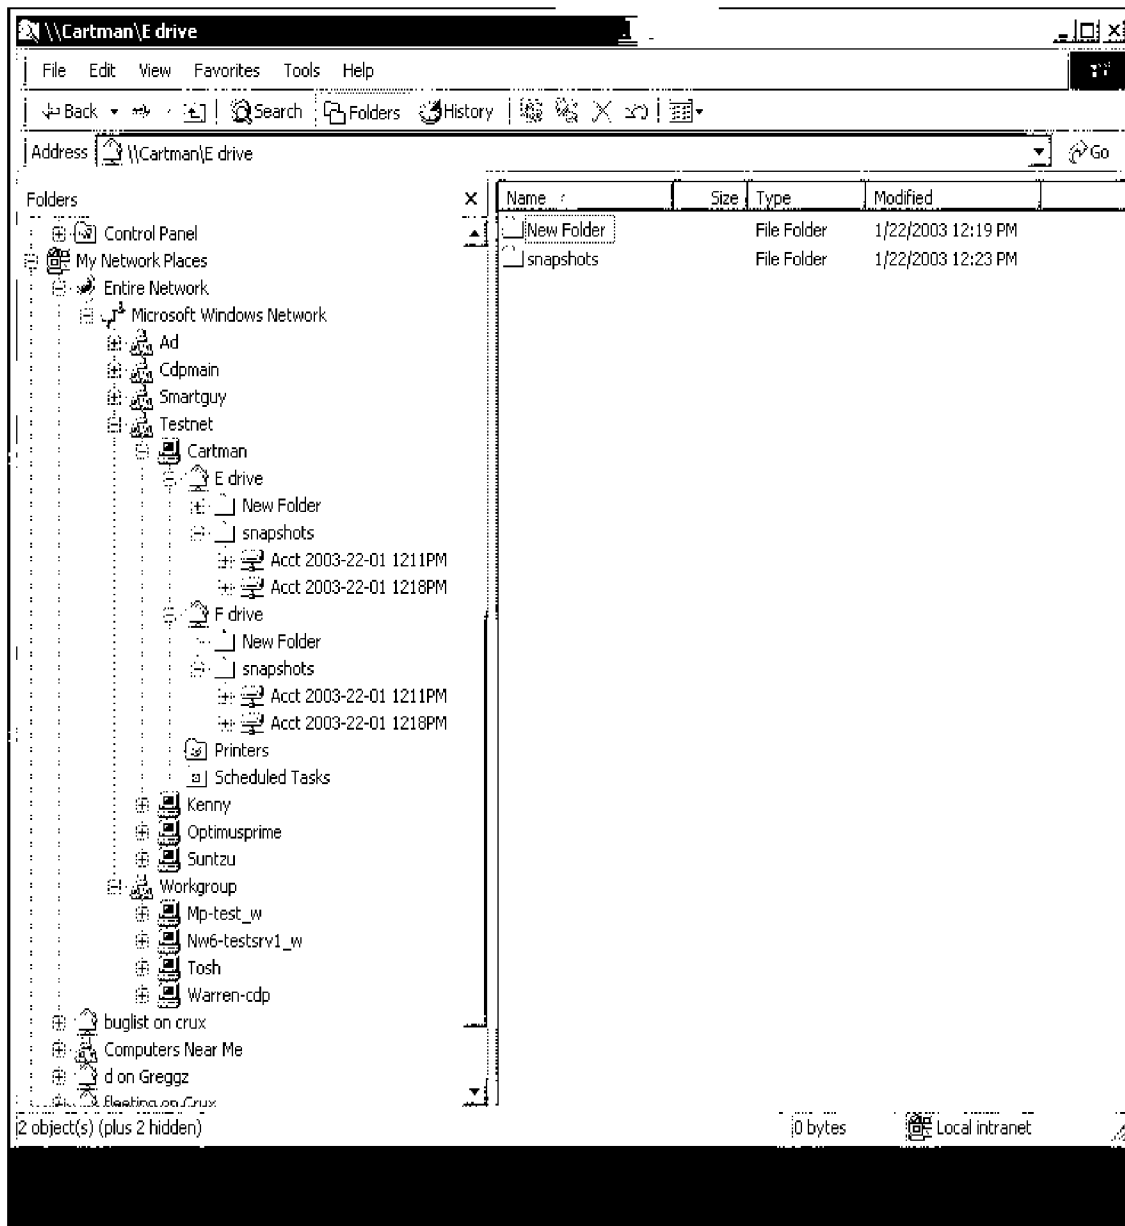 \\Cartman\E drive
File Edit View Favorites Tools Help
Back Search Folders History
Address \\Cartman\E drive Go
Folders
Name Size Type Modified
New Folder File Folder 1/22/2003 12:19 PM
snapshots File Folder 1/22/2003 12:23 PM
Control Panel
My Network Places
Entire Network
Microsoft Windows Network
Ad
Cdpmain
Smartguy
Testnet
Cartman
E drive
New Folder
snapshots
Acct 2003-22-01 1211PM
Acct 2003-22-01 1218PM
F drive
New Folder
snapshots
Acct 2003-22-01 1211PM
Acct 2003-22-01 1218PM
Printers
Scheduled Tasks
Kenny
Optimusprime
Suntzu
Workgroup
Mp-test_w
Nw6-testsrv1_w
Tosh
Warren-cdp
buglist on crux
Computers Near Me
d on Greggz
on Crux
2 object(s) (plus 2 hidden) 0 bytes Local intranet